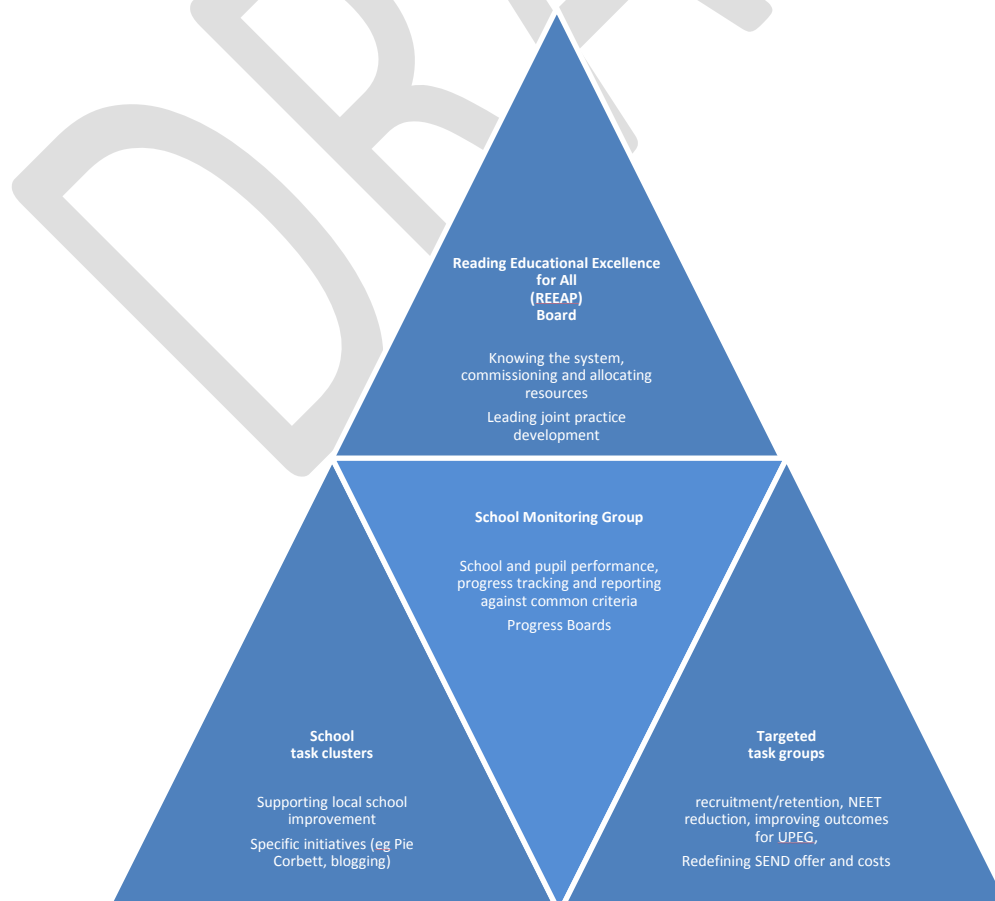 DRA
Reading Educational Excellence
for All
(REEAP)
Board
Knowing the system,
commissioning and allocating
resources
Leading joint practice
development
School Monitoring Group
School and pupil performance,
progress tracking and reporting
against common criteria
Progress Boards
School
task clusters
Supporting local school
improvement
Specific initiatives (eg Pie
Corbett, blogging)
Targeted
task groups
recruitment/retention, NEET
reduction, improving outcomes
for UPEG,
Redefining SEND offer and costs